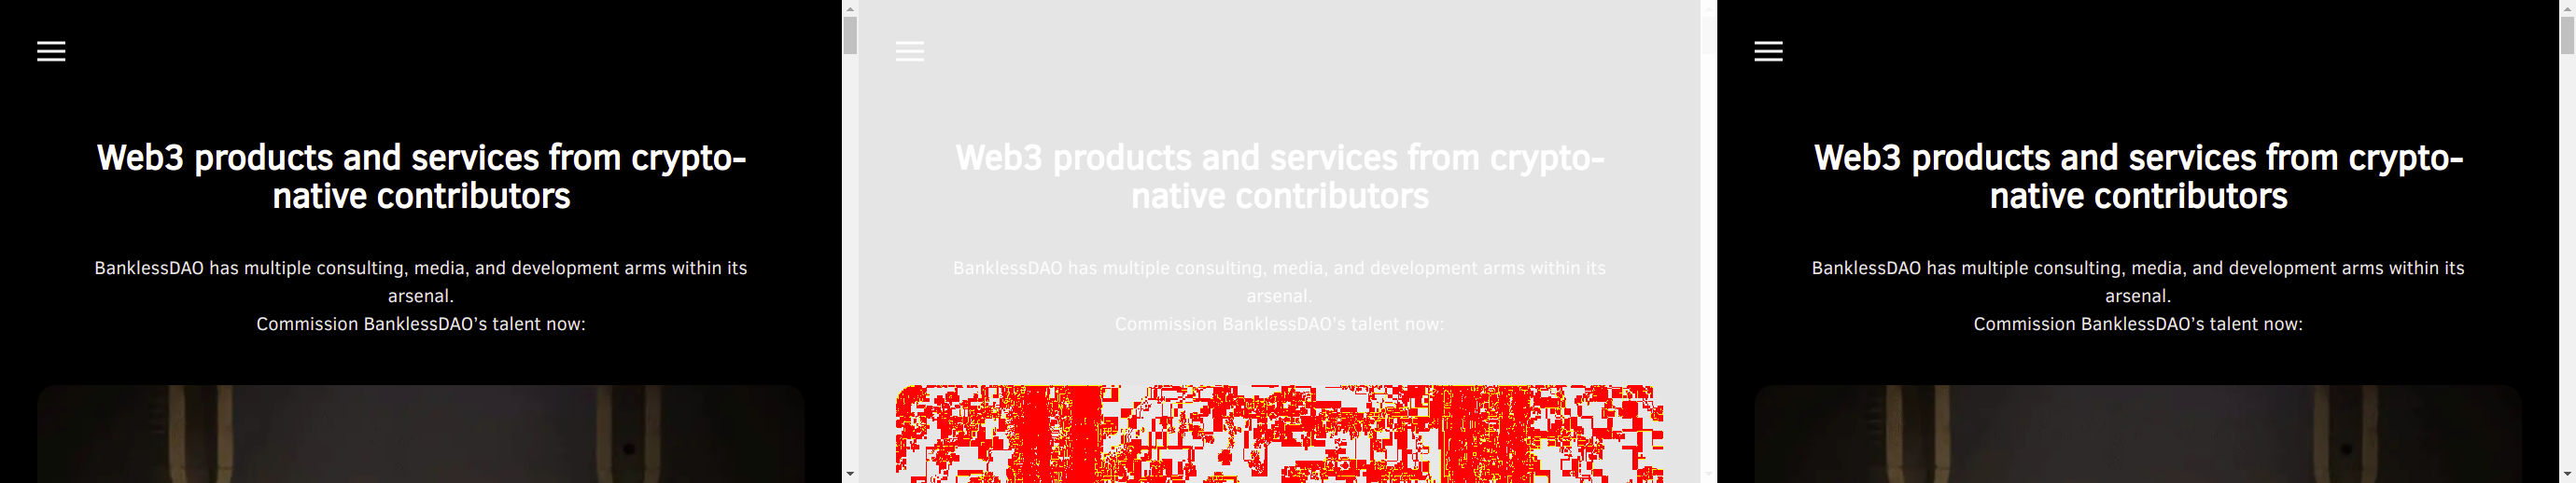 Web3 products and services from crypto-
native contributors
BanklessDAO has multiple consulting, media, and development arms within its
arsenal.
Commission BanklessDAO's talent now:
Web3 products and services from crypto-
native contributors
BanklessDAO has multiple consulting, media, and development arms within its
arsenal.
Commission BanklessDAO's talent now:
Web3 products and services from crypto-
native contributors
BanklessDAO has multiple consulting, media, and development arms within its
arsenal.
Commission BanklessDAO's talent now: